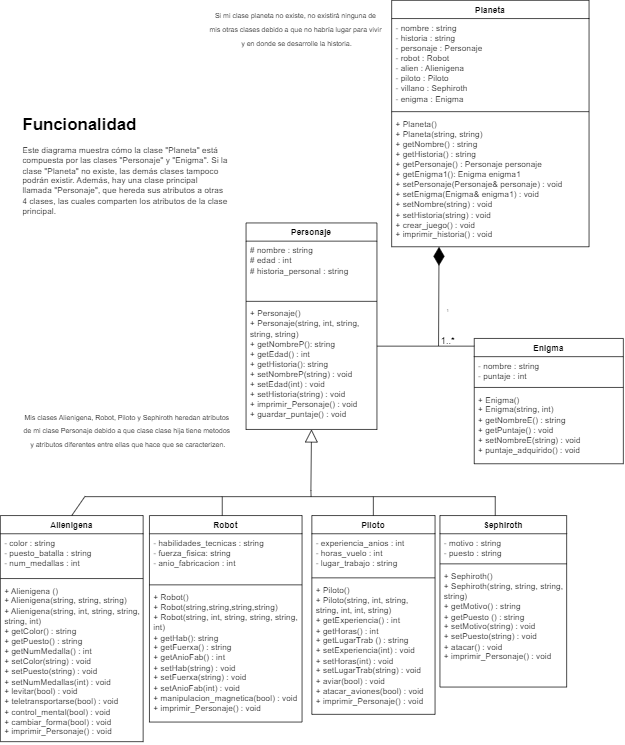 Si mi clase planeta no existe, no existirá ninguna de
mis otras clases debido a que no habría lugar para vivir
y en donde se desarrolle la historia.
Planeta
- nombre : string
- historia : string
- personaje : Personaje
- robot : Robot
- alien : Alienigena
- piloto : Piloto
- villano : Sephiroth
- enigma : Enigma
+ Planeta()
+ Planeta(string, string)
+ getNombre() : string
+ getHistoria() : string
+ getPersonaje() : Personaje personaje
+ getEnigma1(): Enigma enigma1
+ setPersonaje(Personaje& personaje) : void
+ setEnigma(Enigma& enigma1) : void
+ setNombre(string) : void
+ setHistoria(string) : void
+ crear_juego() : void
+ imprimir_historia() : void
Funcionalidad
Este diagrama muestra cómo la clase "Planeta" está
compuesta por las clases "Personaje" y "Enigma". Si la
clase "Planeta" no existe, las demás clases tampoco
podrán existir. Además, hay una clase principal
llamada "Personaje", que hereda sus atributos a otras
4 clases, las cuales comparten los atributos de la clase
principal.
Personaje
# nombre : string
# edad : int
# historia_personal : string
+ Personaje()
+ Personaje(string, int, string,
string, string)
+ getNombreP(): string
+ getEdad() : int
+ getHistoria(): string
+ setNombreP(string) : void
+ setEdad(int) : void
+ setHistoria(string) : void
+ imprimir_Personaje() : void
+ guardar_puntaje() : void
1..*
Enigma
- nombre : string
- puntaje : int
+ Enigma()
+ Enigma(string, int)
+ getNombreE() : string
+ getPuntaje() : string
+ setNombreE(string) : void
+ puntaje_adquirido() : void
Mis clases Alienigena, Robot, Piloto y Sephiroth heredan atributos
de mi clase Personaje debido a que clase clase hija tiene metodos
y atributos diferentes entre ellas que hace que se caracterizen.
Alienigena
- color : string
- puesto_batalla : string
- num_medallas : int
+ Alienigena ()
+ Alienigena(string, string, string)
+ Alienigena(string, int, string, string,
string, int)
+ getColor() : string
+ getPuesto() : string
+ getNumMedalla() : int
+ setColor(string) : void
+ setPuesto(string) : void
+ setNumMedallas(int) : void
+ levitar(bool) : void
+ teletransportarse(bool) : void
+ control_mental(bool) : void
+ cambiar_forma(bool) : void
+ imprimir_Personaje() : void
Robot
- habilidades_tecnicas : string
- fuerza_fisica: string
- anio_fabricacion : int
+ Robot()
+ Robot(string,string,string,string)
+ Robot(string, int, string, string, string,
int)
+ getHab(): string
+ getFuerxa() : string
+ getAnioFab() : int
+ setHab(string) : void
+ setFuerxa(string) : void
+ setAnioFab(int) : void
+ manipulacion_magnetica(bool) : void
+ imprimir_Personaje() : void
Piloto
- experiencia_anios : int
- horas_vuelo : int
- lugar_trabajo : string
+ Piloto()
+ Piloto(string, int, string,
string, int, int, string)
+ getExperiencia() : int
+ getHoras() : int
+ getLugarTrab () : string
+ setExperiencia(int) : void
+ setHoras(int) : void
+ setLugarTrab(string) : void
+ aviar(bool) : void
+ atacar_aviones(bool) : void
+ imprimir_Personaje() : void
Sephiroth
- motivo : string
- puesto : string
+ Sephiroth()
+ Sephiroth(string, string, string,
string)
+ getMotivo() : string
+ getPuesto () : string
+ setMotivo(string) : void
+ setPuesto(string) : void
+ atacar() : void
+ imprimir_Personaje() : void